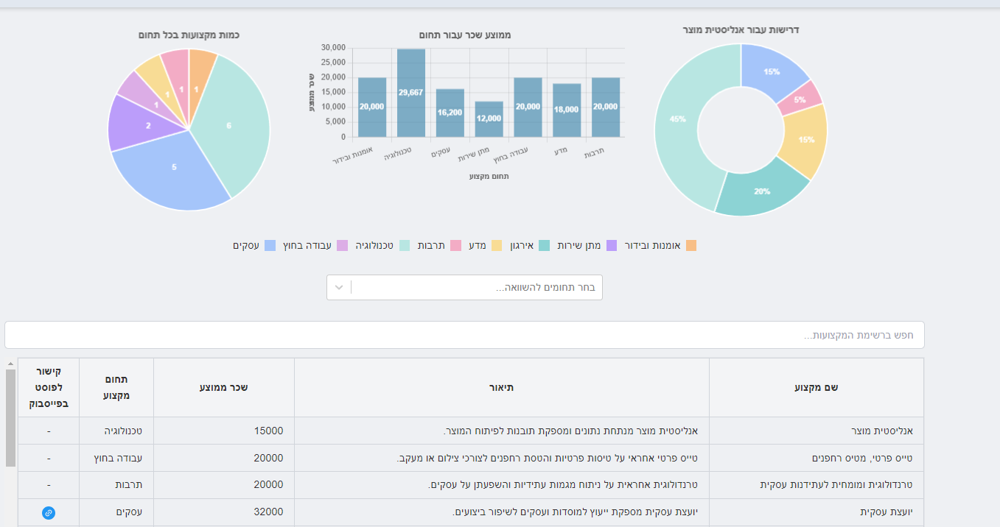 דרישות עבור אנליסטית מוצר
15%
5%
15%
20%
45%
ממוצע שכר עבור תחום
שכר ממוצע
30,000
25,000
20,000
15,000
10,000
5,000
0
20,000
29,667
16,200
12,000
20,000
18,000
20,000
אומנות ובידור
טכנולוגיה
עסקים
מתן שירות
עבודה בחוץ
מדע
תרבות
תחום מקצוע
כמות מקצועות בכל תחום
1
6
5
2
1
1
1
אומנות ובידור מתן שירות אירגון מדע תרבות טכנולוגיה עבודה בחוץ עסקים
בחר תחומים להשוואה...
חפש ברשימת המקצועות...
שם מקצוע
תיאור
שכר ממוצע
תחום
מקצוע
קישור
לפוסט
בפייסבוק
אנליסטית מוצר אנליסטית מוצר מנתחת נתונים ומספקת תובנות לפיתוח המוצר. 15000 טכנולוגיה -
טייס פרטי, מטיס רחפנים טייס פרטי אחראי על טיסות פרטיות והטסת רחפנים לצורכי צילום או מעקב. 20000 עבודה בחוץ -
טרנדולוגית ומומחית לעתידנות עסקית טרנדולוגית אחראית על ניתוח מגמות עתידיות והשפעתן על עסקים. 20000 תרבות -
יועצת עסקית יועצת עסקית מספקת ייעוץ למוסדות ועסקים לשיפור ביצועים. 32000 עסקים